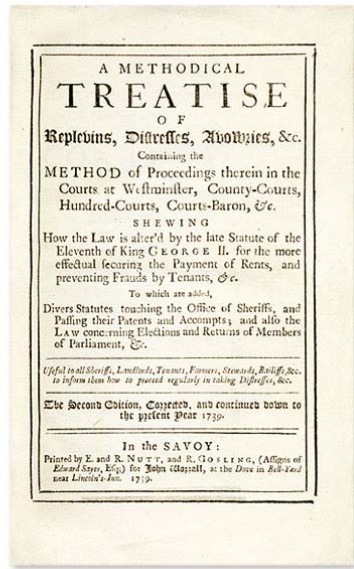 A METHODICAL
TREATISE
OF
Replevins, Distresses, Avowries, &c.
Containing the
METHOD of Proceedings therein in the
Courts at Westminster, County-Courts,
Hundred-Courts, Courts-Baron, &c.
SHEWING
How the Law is alter'd by the late Statute of the
Eleventh of King GEORGE II. for the more
effectual securing the Payment of Rents, and
preventing Frauds by Tenants, &c.
To which are added,
Divers Statutes touching the Office of Sheriffs, and
Passing their Patents and Accompts; and also the
LAW concerning Elections and Returns of Members
of Parliament, &c.
Useful to all Sheriffs, Landlords, Tenants, Farmers, Stewards, Bailiffs, &c.
to inform them how to proceed regularly in taking Distresses, &c.
The Second Edition, Corrected, and continued down to
the present Year 1739.
In the SAVOY:
Printed by E. and R. NUTT, and R. GOSLING, (Assigns of
Edward Sayer, Esq;) for John Worrall, at the Dove in Bell-Yard
near Lincoln's-Inn. 1739.